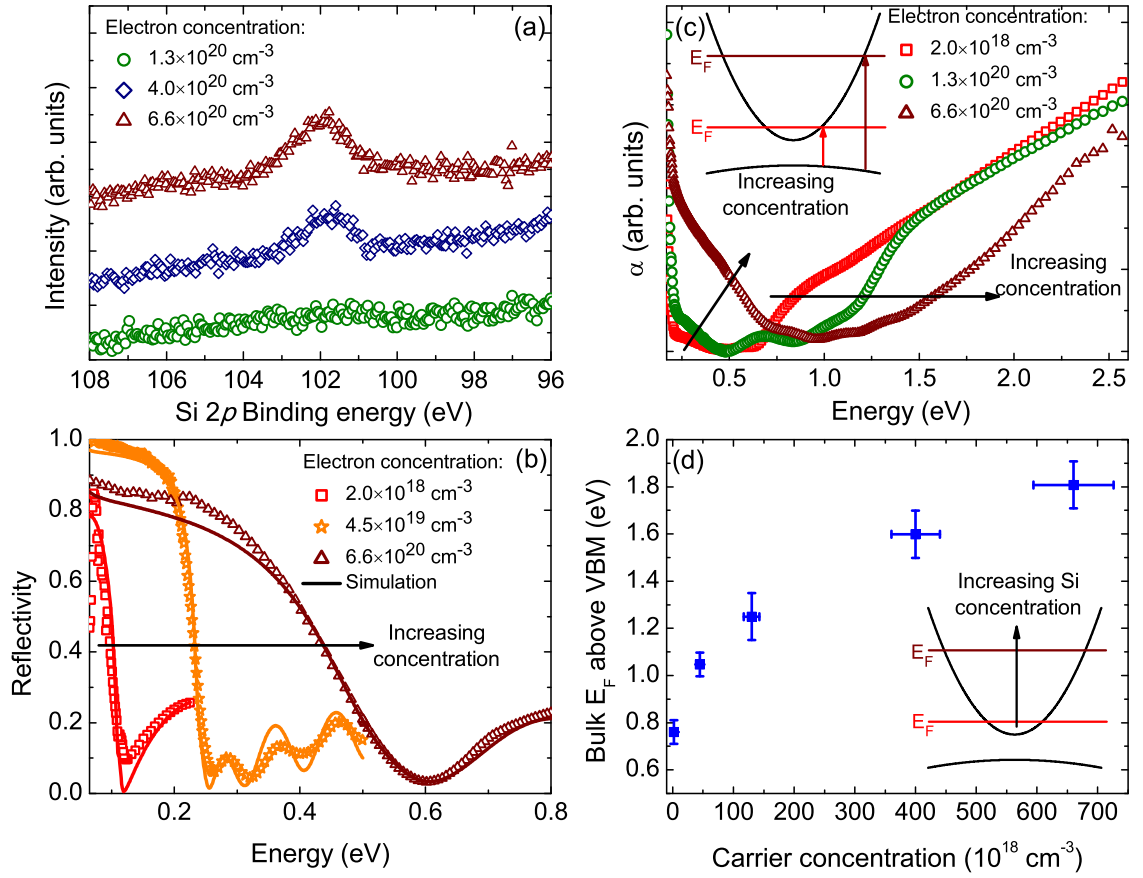 (a)
Electron concentration:
1.3×10^20 cm-3
4.0×10^20 cm-3
6.6×10^20 cm-3
Intensity (arb. units)
108 106 104 102 100 98 96
Si 2p Binding energy (eV)
(c)
Electron concentration:
2.0×10^18 cm-3
1.3×10^20 cm-3
6.6×10^20 cm-3
E_F
E_F
Increasing
concentration
Increasing
concentration
α (arb. units)
0.5 1.0 1.5 2.0 2.5
Energy (eV)
(b)
Electron concentration:
2.0×10^18 cm-3
4.5×10^19 cm-3
6.6×10^20 cm-3
Simulation
Increasing
concentration
Reflectivity
1.0
0.8
0.6
0.4
0.2
0.0
0.2 0.4 0.6 0.8
Energy (eV)
(d)
Increasing Si
concentration
E_F
E_F
Bulk E_F above VBM (eV)
2.0
1.8
1.6
1.4
1.2
1.0
0.8
0.6
0 100 200 300 400 500 600 700
Carrier concentration (10^18 cm-3)